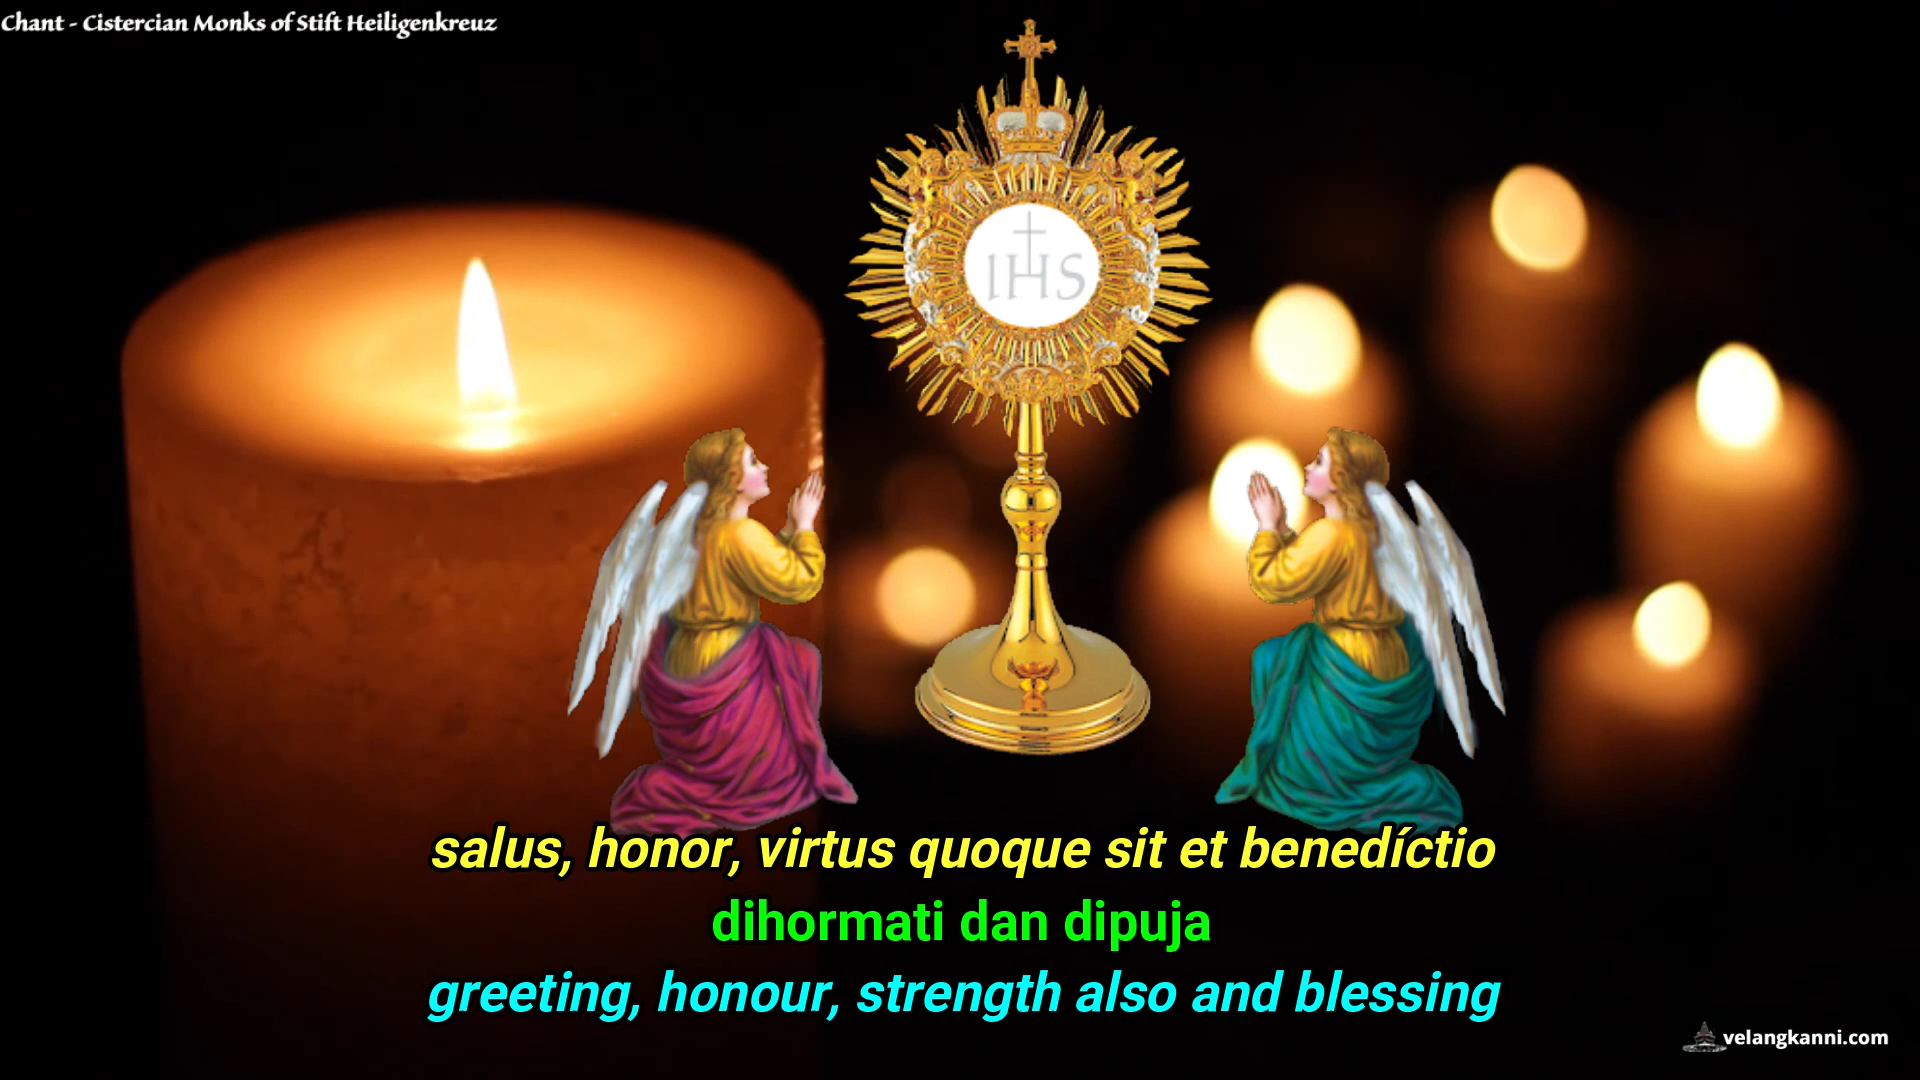 Chant - Cistercian Monks of Stift Heiligenkreuz
IHS
salus, honor, virtus quoque sit et benedíctio
dihormati dan dipuja
greeting, honour, strength also and blessing
velangkanni.com